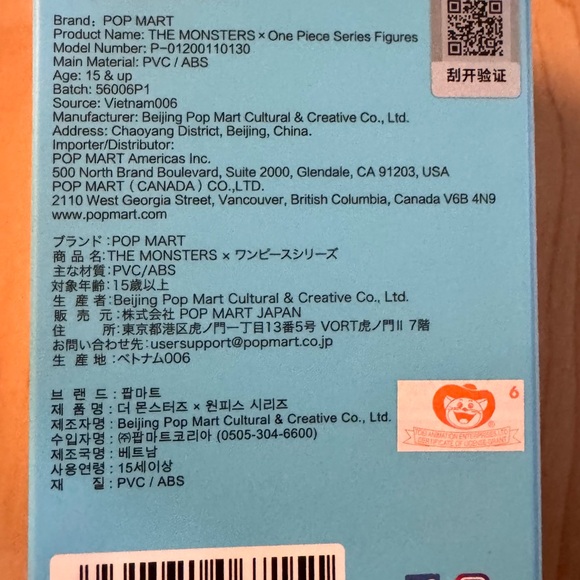 Brand: POP MART
Product Name: THE MONSTERS × One Piece Series Figures
Model Number: P-01200110130
Main Material: PVC / ABS
Age: 15 & up
Batch: 56006P1
Source: Vietnam006
Manufacturer: Beijing Pop Mart Cultural & Creative Co., Ltd.
Address: Chaoyang District, Beijing, China.
Importer/Distributor:
POP MART Americas Inc.
500 North Brand Boulevard, Suite 2000, Glendale, CA 91203, USA
POP MART (CANADA) CO.,LTD.
2110 West Georgia Street, Vancouver, British Columbia, Canada V6B 4N9
www.popmart.com
刮开验证
ブランド:POP MART
商 品 名:THE MONSTERS × ワンピースシリーズ
主な材質:PVC/ABS
対象年齢:15歳以上
生 産 者:Beijing Pop Mart Cultural & Creative Co., Ltd.
販 売 元:株式会社 POP MART JAPAN
住 所:東京都港区虎ノ門一丁目13番5号 VORT虎ノ門II 7階
お問い合わせ先:usersupport@popmart.co.jp
生 産 地:ベトナム006
브 랜 드 :팝마트
제 품 명 :더 몬스터즈 × 원피스 시리즈
제조자명 :Beijing Pop Mart Cultural & Creative Co., Ltd.
수입자명 :㈜팝마트코리아 (0505-304-6600)
제조국명 :베트남
사용연령 :15세이상
재 질 :PVC / ABS
6
TOEI ANIMATION ENTERPRISES LTD.